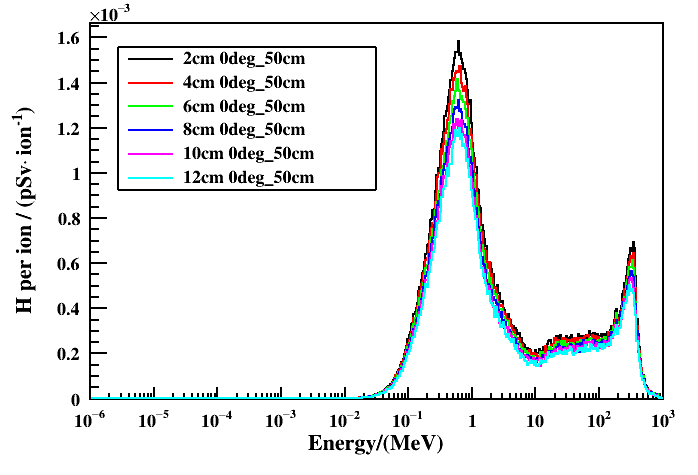 ×10⁻³
1.6
1.4
1.2
1
0.8
0.6
0.4
0.2
0
H per ion / (pSv· ion⁻¹)
2cm 0deg_50cm
4cm 0deg_50cm
6cm 0deg_50cm
8cm 0deg_50cm
10cm 0deg_50cm
12cm 0deg_50cm
10⁻⁶ 10⁻⁵ 10⁻⁴ 10⁻³ 10⁻² 10⁻¹ 1 10 10² 10³
Energy/(MeV)